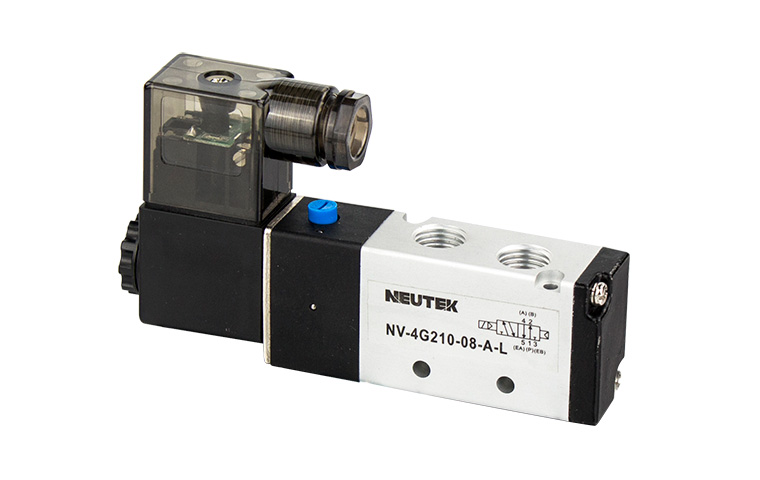 NEUTEK
NV-4G210-08-A-L
(A) (B)
4 2
5 1 3
(EA) (P) (EB)